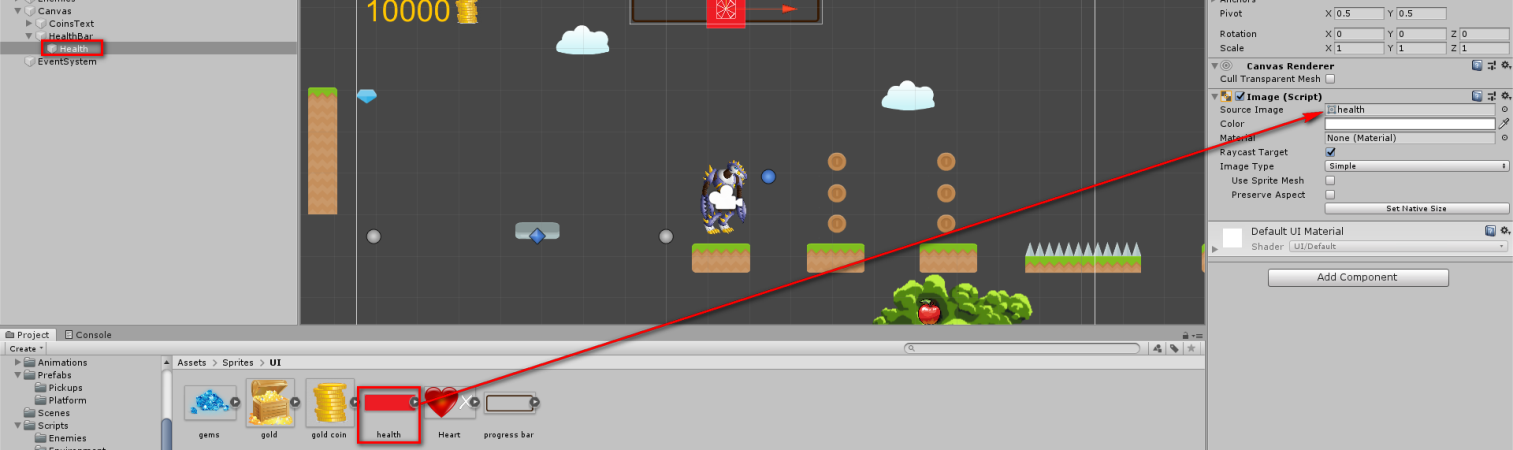 Enemies
Canvas
CoinsText
HealthBar
Health
EventSystem
10000
Anchors
Pivot X 0.5 Y 0.5
Rotation X 0 Y 0 Z 0
Scale X 1 Y 1 Z 1
Canvas Renderer
Cull Transparent Mesh
Image (Script)
Source Image health
Color
Material None (Material)
Raycast Target
Image Type Simple
Use Sprite Mesh
Preserve Aspect
Set Native Size
Default UI Material
Shader UI/Default
Add Component
Project Console
Create
Animations
Prefabs
Pickups
Platform
Scenes
Scripts
Enemies
Environment
Assets > Sprites > UI
gems gold gold coin health Heart progress bar